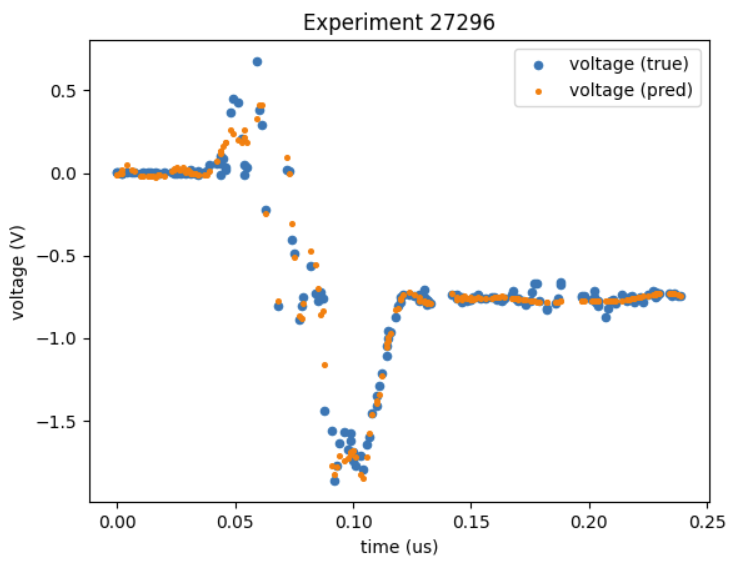 Experiment 27296
voltage (true)
voltage (pred)
0.5
0.0
−0.5
−1.0
−1.5
voltage (V)
0.00
0.05
0.10
0.15
0.20
0.25
time (us)